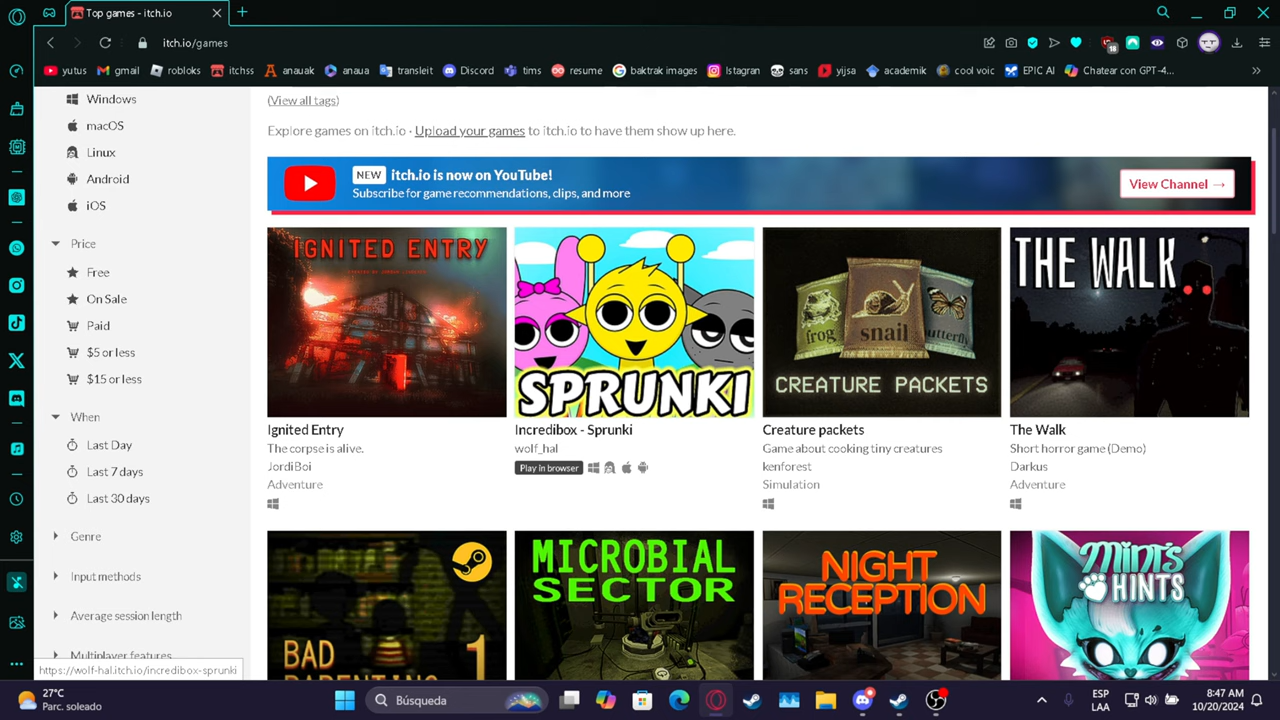 Top games - itch.io
itch.io/games
18
yutus
gmail
robloks
itchss
anauak
anaua
transleit
Discord
tims
resume
baktrak images
Istagran
sans
yijsa
academik
cool voic
EPIC AI
Chatear con GPT-4...
Windows
macOS
Linux
Android
iOS
Price
Free
On Sale
Paid
$5 or less
$15 or less
When
Last Day
Last 7 days
Last 30 days
Genre
Input methods
Average session length
Multiplayer features
https://wolf-hal.itch.io/incredibox-sprunki
(View all tags)
Explore games on itch.io · Upload your games to itch.io to have them show up here.
NEW itch.io is now on YouTube!
Subscribe for game recommendations, clips, and more
View Channel →
IGNITED ENTRY
Ignited Entry
The corpse is alive.
JordiBoi
Adventure
SPRUNKI
Incredibox - Sprunki
wolf_hal
Play in browser
frog
snail
butterfly
CREATURE PACKETS
Creature packets
Game about cooking tiny creatures
kenforest
Simulation
THE WALK
The Walk
Short horror game (Demo)
Darkus
Adventure
BAD
PARENTING 1
MICROBIAL
SECTOR
NIGHT
RECEPTION
Mint's
HINTS
27°C
Parc. soleado
Búsqueda
ESP
LAA
8:47 AM
10/20/2024